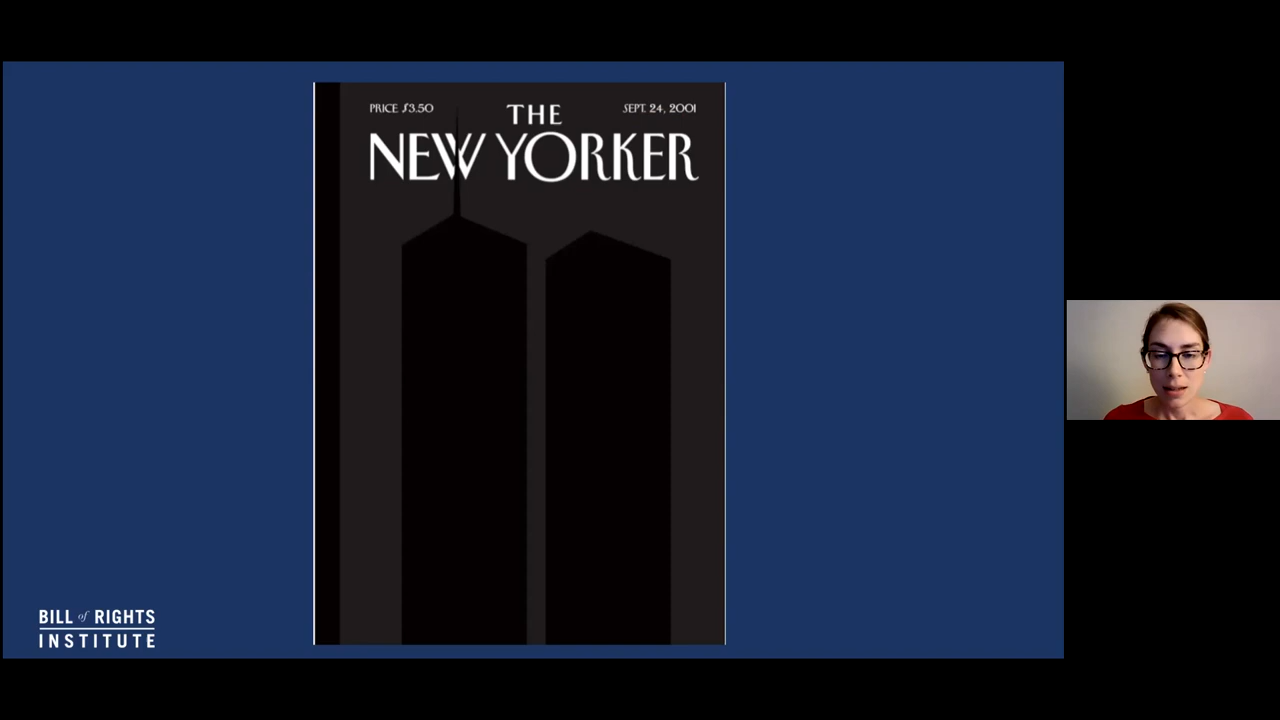 PRICE $3.50
THE
SEPT. 24, 2001
NEW YORKER
BILL of RIGHTS
INSTITUTE